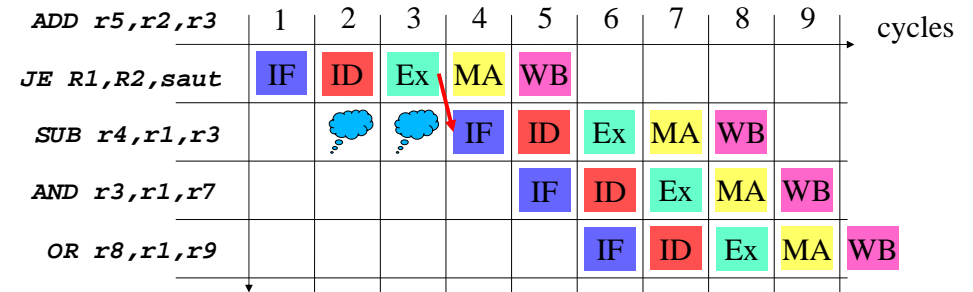 ADD r5,r2,r3 1 2 3 4 5 6 7 8 9 cycles
JE R1,R2,saut IF ID Ex MA WB
SUB r4,r1,r3 IF ID Ex MA WB
AND r3,r1,r7 IF ID Ex MA WB
OR r8,r1,r9 IF ID Ex MA WB